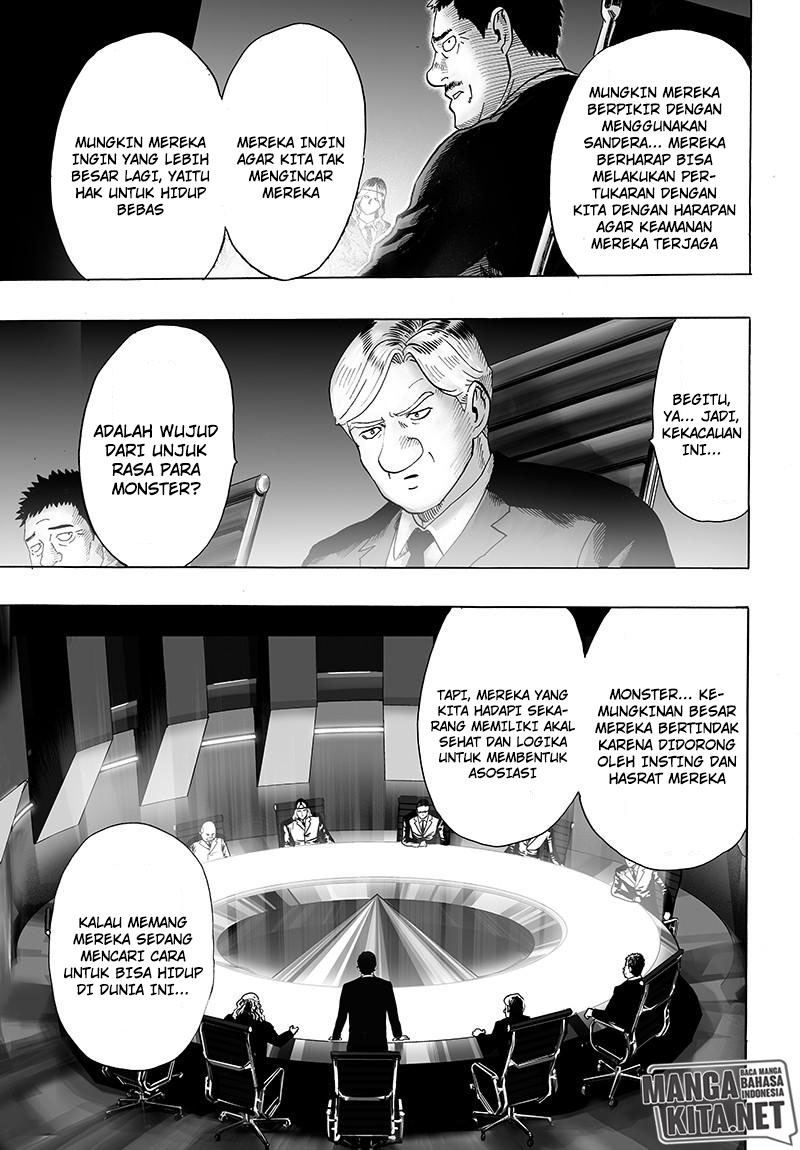 MUNGKIN MEREKA
BERPIKIR DENGAN
MENGGUNAKAN
SANDERA... MEREKA
BERHARAP BISA
MELAKUKAN PER-
TUKARAN DENGAN
KITA DENGAN HARAPAN
AGAR KEAMANAN
MEREKA TERJAGA
MEREKA INGIN
AGAR KITA TAK
MENGINCAR
MEREKA
MUNGKIN MEREKA
INGIN YANG LEBIH
BESAR LAGI, YAITU
HAK UNTUK HIDUP
BEBAS
BEGITU,
YA... JADI,
KEKACAUAN
INI...
ADALAH WUJUD
DARI UNJUK
RASA PARA
MONSTER?
MONSTER... KE-
MUNGKINAN BESAR
MEREKA BERTINDAK
KARENA DIDORONG
OLEH INSTING DAN
HASRAT MEREKA
TAPI, MEREKA YANG
KITA HADAPI SEKA-
RANG MEMILIKI AKAL
SEHAT DAN LOGIKA
UNTUK MEMBENTUK
ASOSIASI
KALAU MEMANG
MEREKA SEDANG
MENCARI CARA
UNTUK BISA HIDUP
DI DUNIA INI...
MANGA
KITA.NET
BACA MANGA
BAHASA
INDONESIA